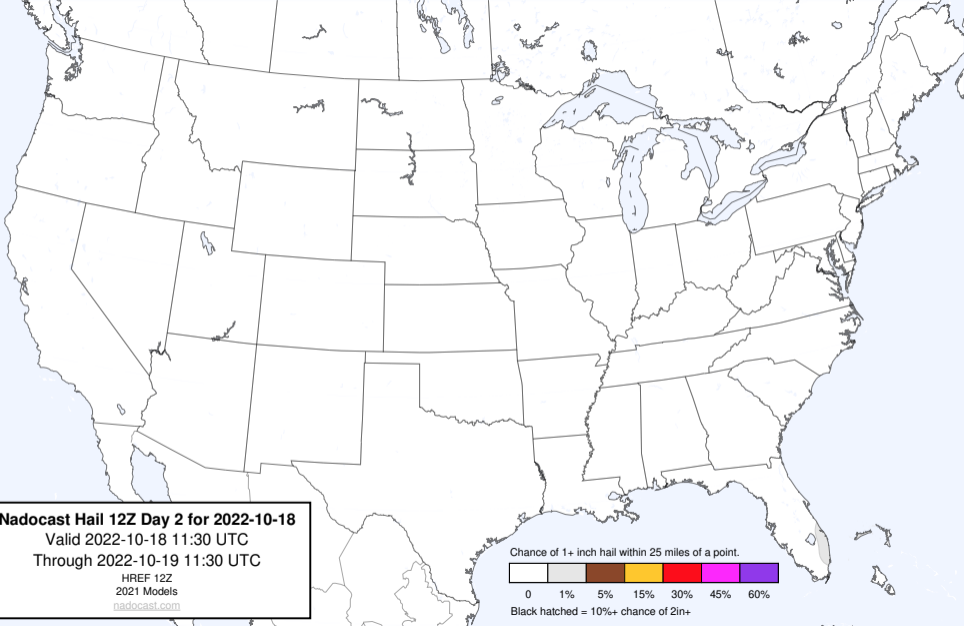 Nadocast Hail 12Z Day 2 for 2022-10-18
Valid 2022-10-18 11:30 UTC
Through 2022-10-19 11:30 UTC
HREF 12Z
2021 Models
nadocast.com
Chance of 1+ inch hail within 25 miles of a point.
0 1% 5% 15% 30% 45% 60%
Black hatched = 10%+ chance of 2in+